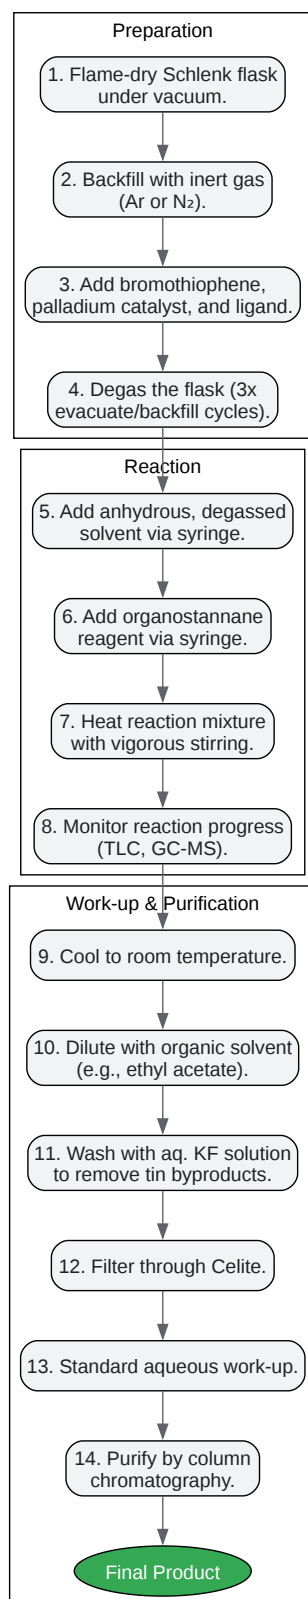 Preparation
1. Flame-dry Schlenk flask
under vacuum.
2. Backfill with inert gas
(Ar or N₂).
3. Add bromothiophene,
palladium catalyst, and ligand.
4. Degas the flask (3x
evacuate/backfill cycles).
Reaction
5. Add anhydrous, degassed
solvent via syringe.
6. Add organostannane
reagent via syringe.
7. Heat reaction mixture
with vigorous stirring.
8. Monitor reaction progress
(TLC, GC-MS).
Work-up & Purification
9. Cool to room temperature.
10. Dilute with organic solvent
(e.g., ethyl acetate).
11. Wash with aq. KF solution
to remove tin byproducts.
12. Filter through Celite.
13. Standard aqueous work-up.
14. Purify by column
chromatography.
Final Product